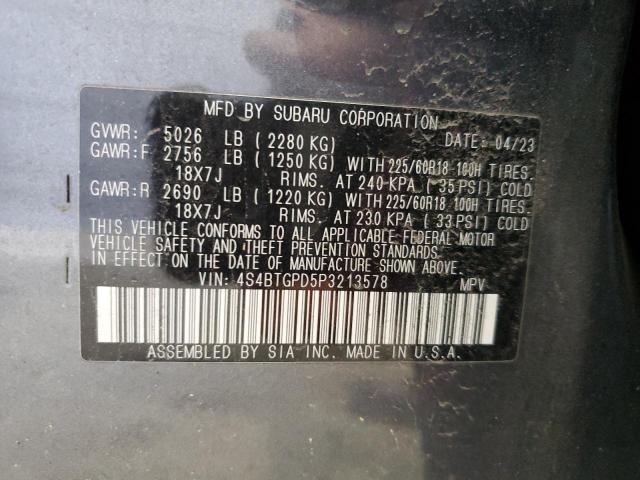 MFD BY SUBARU CORPORATION
GVWR: 5026 LB (2280 KG) DATE: 04/23
GAWR:F 2756 LB (1250 KG) WITH 225/60R18 100H TIRES.
18X7J RIMS. AT 240 KPA (35 PSI) COLD
GAWR:R 2690 LB (1220 KG) WITH 225/60R18 100H TIRES.
18X7J RIMS. AT 230 KPA (33 PSI) COLD
THIS VEHICLE CONFORMS TO ALL APPLICABLE FEDERAL MOTOR
VEHICLE SAFETY AND THEFT PREVENTION STANDARDS
IN EFFECT ON THE DATE OF MANUFACTURE SHOWN ABOVE.
VIN: 4S4BTGPD5P3213578 MPV
ASSEMBLED BY SIA INC. MADE IN U.S.A.